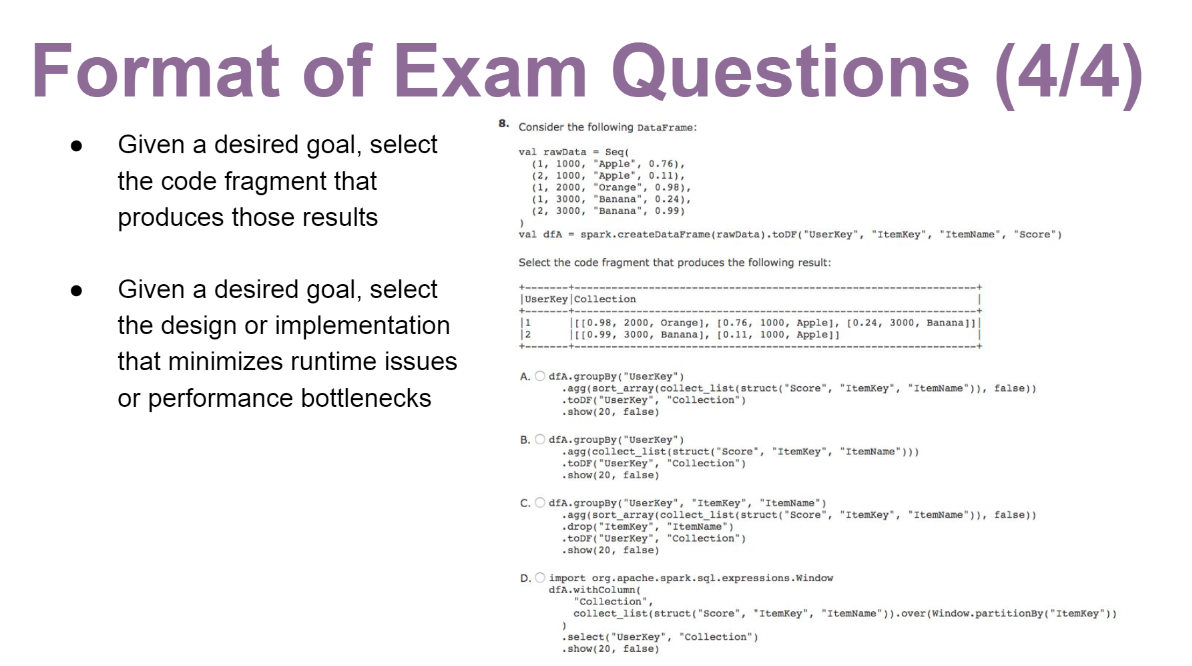 Format of Exam Questions (4/4)
● Given a desired goal, select
the code fragment that
produces those results
● Given a desired goal, select
the design or implementation
that minimizes runtime issues
or performance bottlenecks
8. Consider the following DataFrame:
val rawData = Seq(
(1, 1000, "Apple", 0.76),
(2, 1000, "Apple", 0.11),
(1, 2000, "Orange", 0.98),
(1, 3000, "Banana", 0.24),
(2, 3000, "Banana", 0.99)
)
val dfA = spark.createDataFrame(rawData).toDF("UserKey", "ItemKey", "ItemName", "Score")
Select the code fragment that produces the following result:
+-------+-----------------------------------------------------------------+
|UserKey|Collection |
+-------+-----------------------------------------------------------------+
|1 |[[0.98, 2000, Orange], [0.76, 1000, Apple], [0.24, 3000, Banana]]|
|2 |[[0.99, 3000, Banana], [0.11, 1000, Apple]] |
+-------+-----------------------------------------------------------------+
A. dfA.groupBy("UserKey")
.agg(sort_array(collect_list(struct("Score", "ItemKey", "ItemName")), false))
.toDF("UserKey", "Collection")
.show(20, false)
B. dfA.groupBy("UserKey")
.agg(collect_list(struct("Score", "ItemKey", "ItemName")))
.toDF("UserKey", "Collection")
.show(20, false)
C. dfA.groupBy("UserKey", "ItemKey", "ItemName")
.agg(sort_array(collect_list(struct("Score", "ItemKey", "ItemName")), false))
.drop("ItemKey", "ItemName")
.toDF("UserKey", "Collection")
.show(20, false)
D. import org.apache.spark.sql.expressions.Window
dfA.withColumn(
"Collection",
collect_list(struct("Score", "ItemKey", "ItemName")).over(Window.partitionBy("ItemKey"))
)
.select("UserKey", "Collection")
.show(20, false)